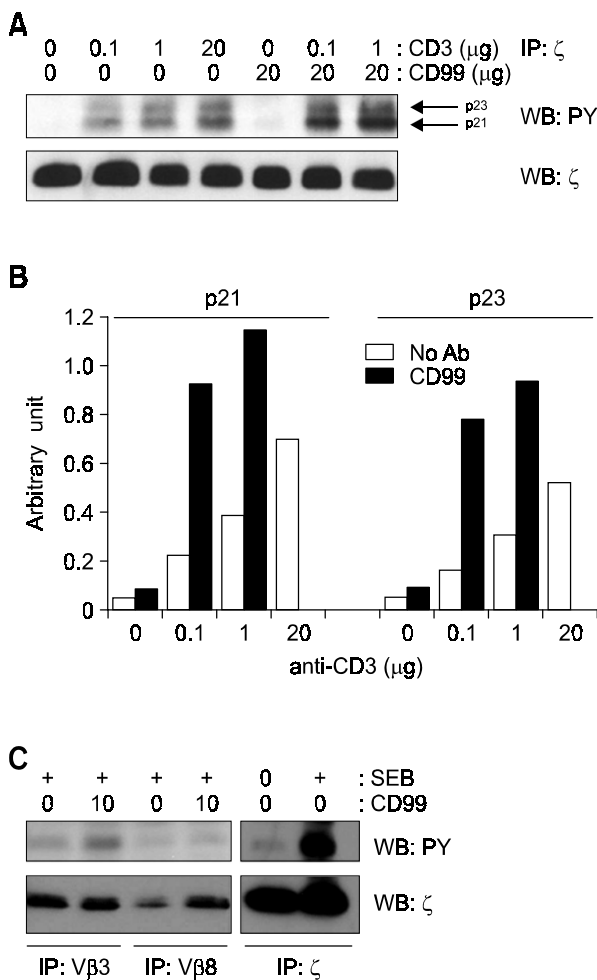 A
0 0.1 1 20 0 0.1 1 : CD3 (μg) IP: ζ
0 0 0 0 20 20 20 : CD99 (μg)
p23
p21
WB: PY
WB: ζ
B
p21 p23
1.2
1.0
0.8
0.6
0.4
0.2
0
Arbitrary unit
No Ab
CD99
0 0.1 1 20 0 0.1 1 20
anti-CD3 (μg)
C
+ + + + 0 + : SEB
0 10 0 10 0 0 : CD99
WB: PY
WB: ζ
IP: Vβ3 IP: Vβ8 IP: ζ